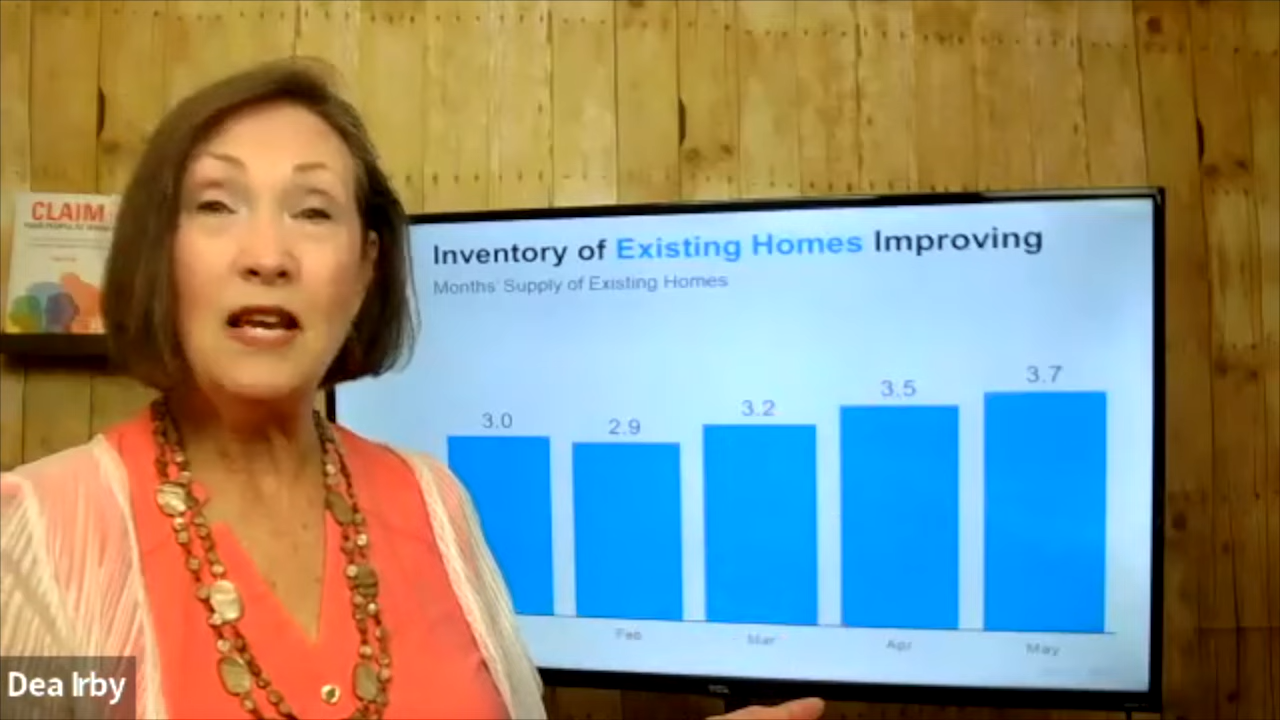 CLAIM
Inventory of Existing Homes Improving
Months' Supply of Existing Homes
3.0
2.9
3.2
3.5
3.7
Feb
Mar
Apr
May
TCL
Dea Irby